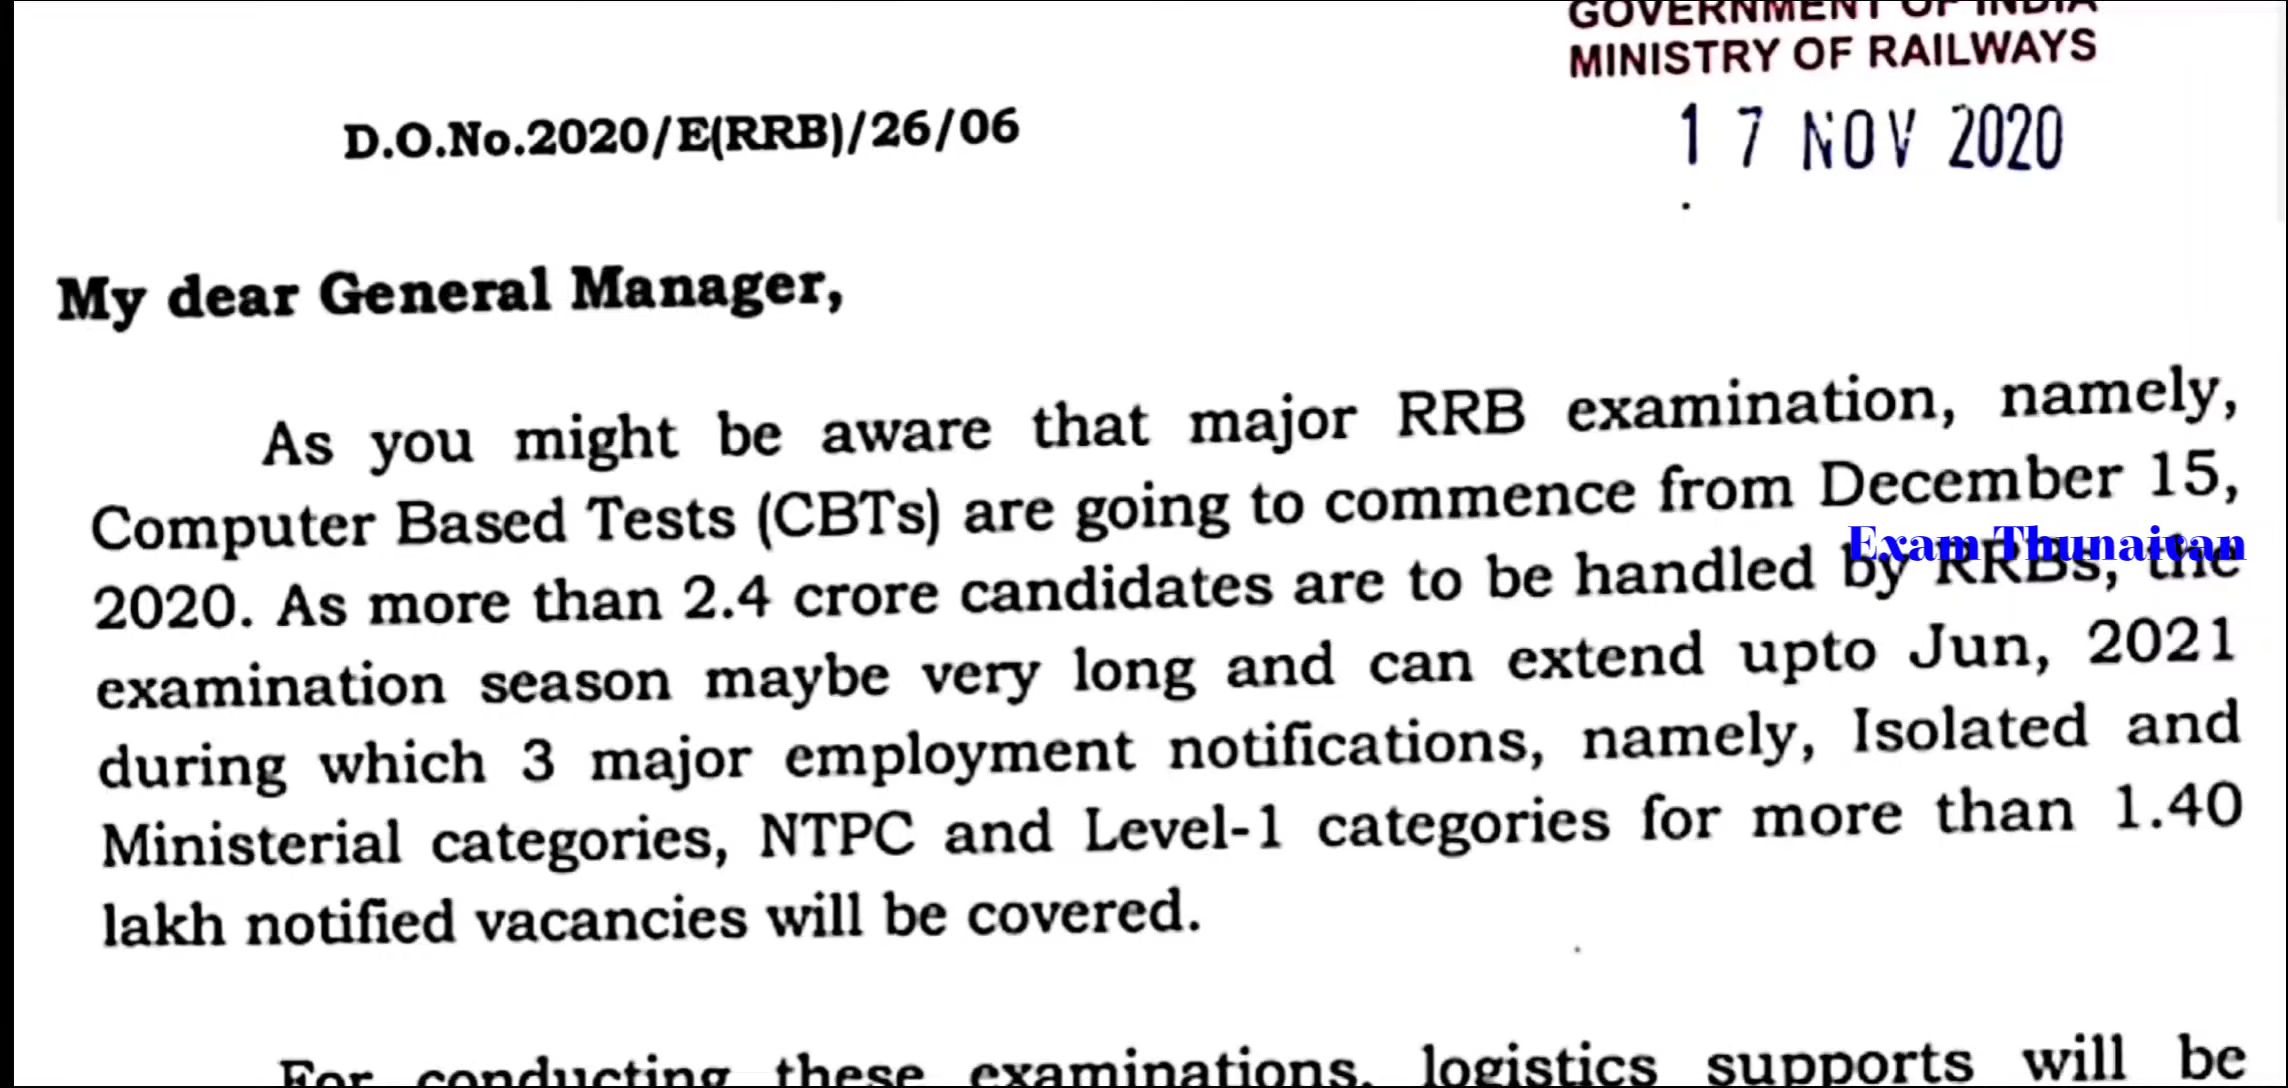 GOVERNMENT OF INDIA
MINISTRY OF RAILWAYS
D.O.No.2020/E(RRB)/26/06
17 NOV 2020
My dear General Manager,
As you might be aware that major RRB examination, namely,
Computer Based Tests (CBTs) are going to commence from December 15,
Exam Thunaivan
2020. As more than 2.4 crore candidates are to be handled by RRBs, the
examination season maybe very long and can extend upto Jun, 2021
during which 3 major employment notifications, namely, Isolated and
Ministerial categories, NTPC and Level-1 categories for more than 1.40
lakh notified vacancies will be covered.
For conducting these examinations, logistics supports will be